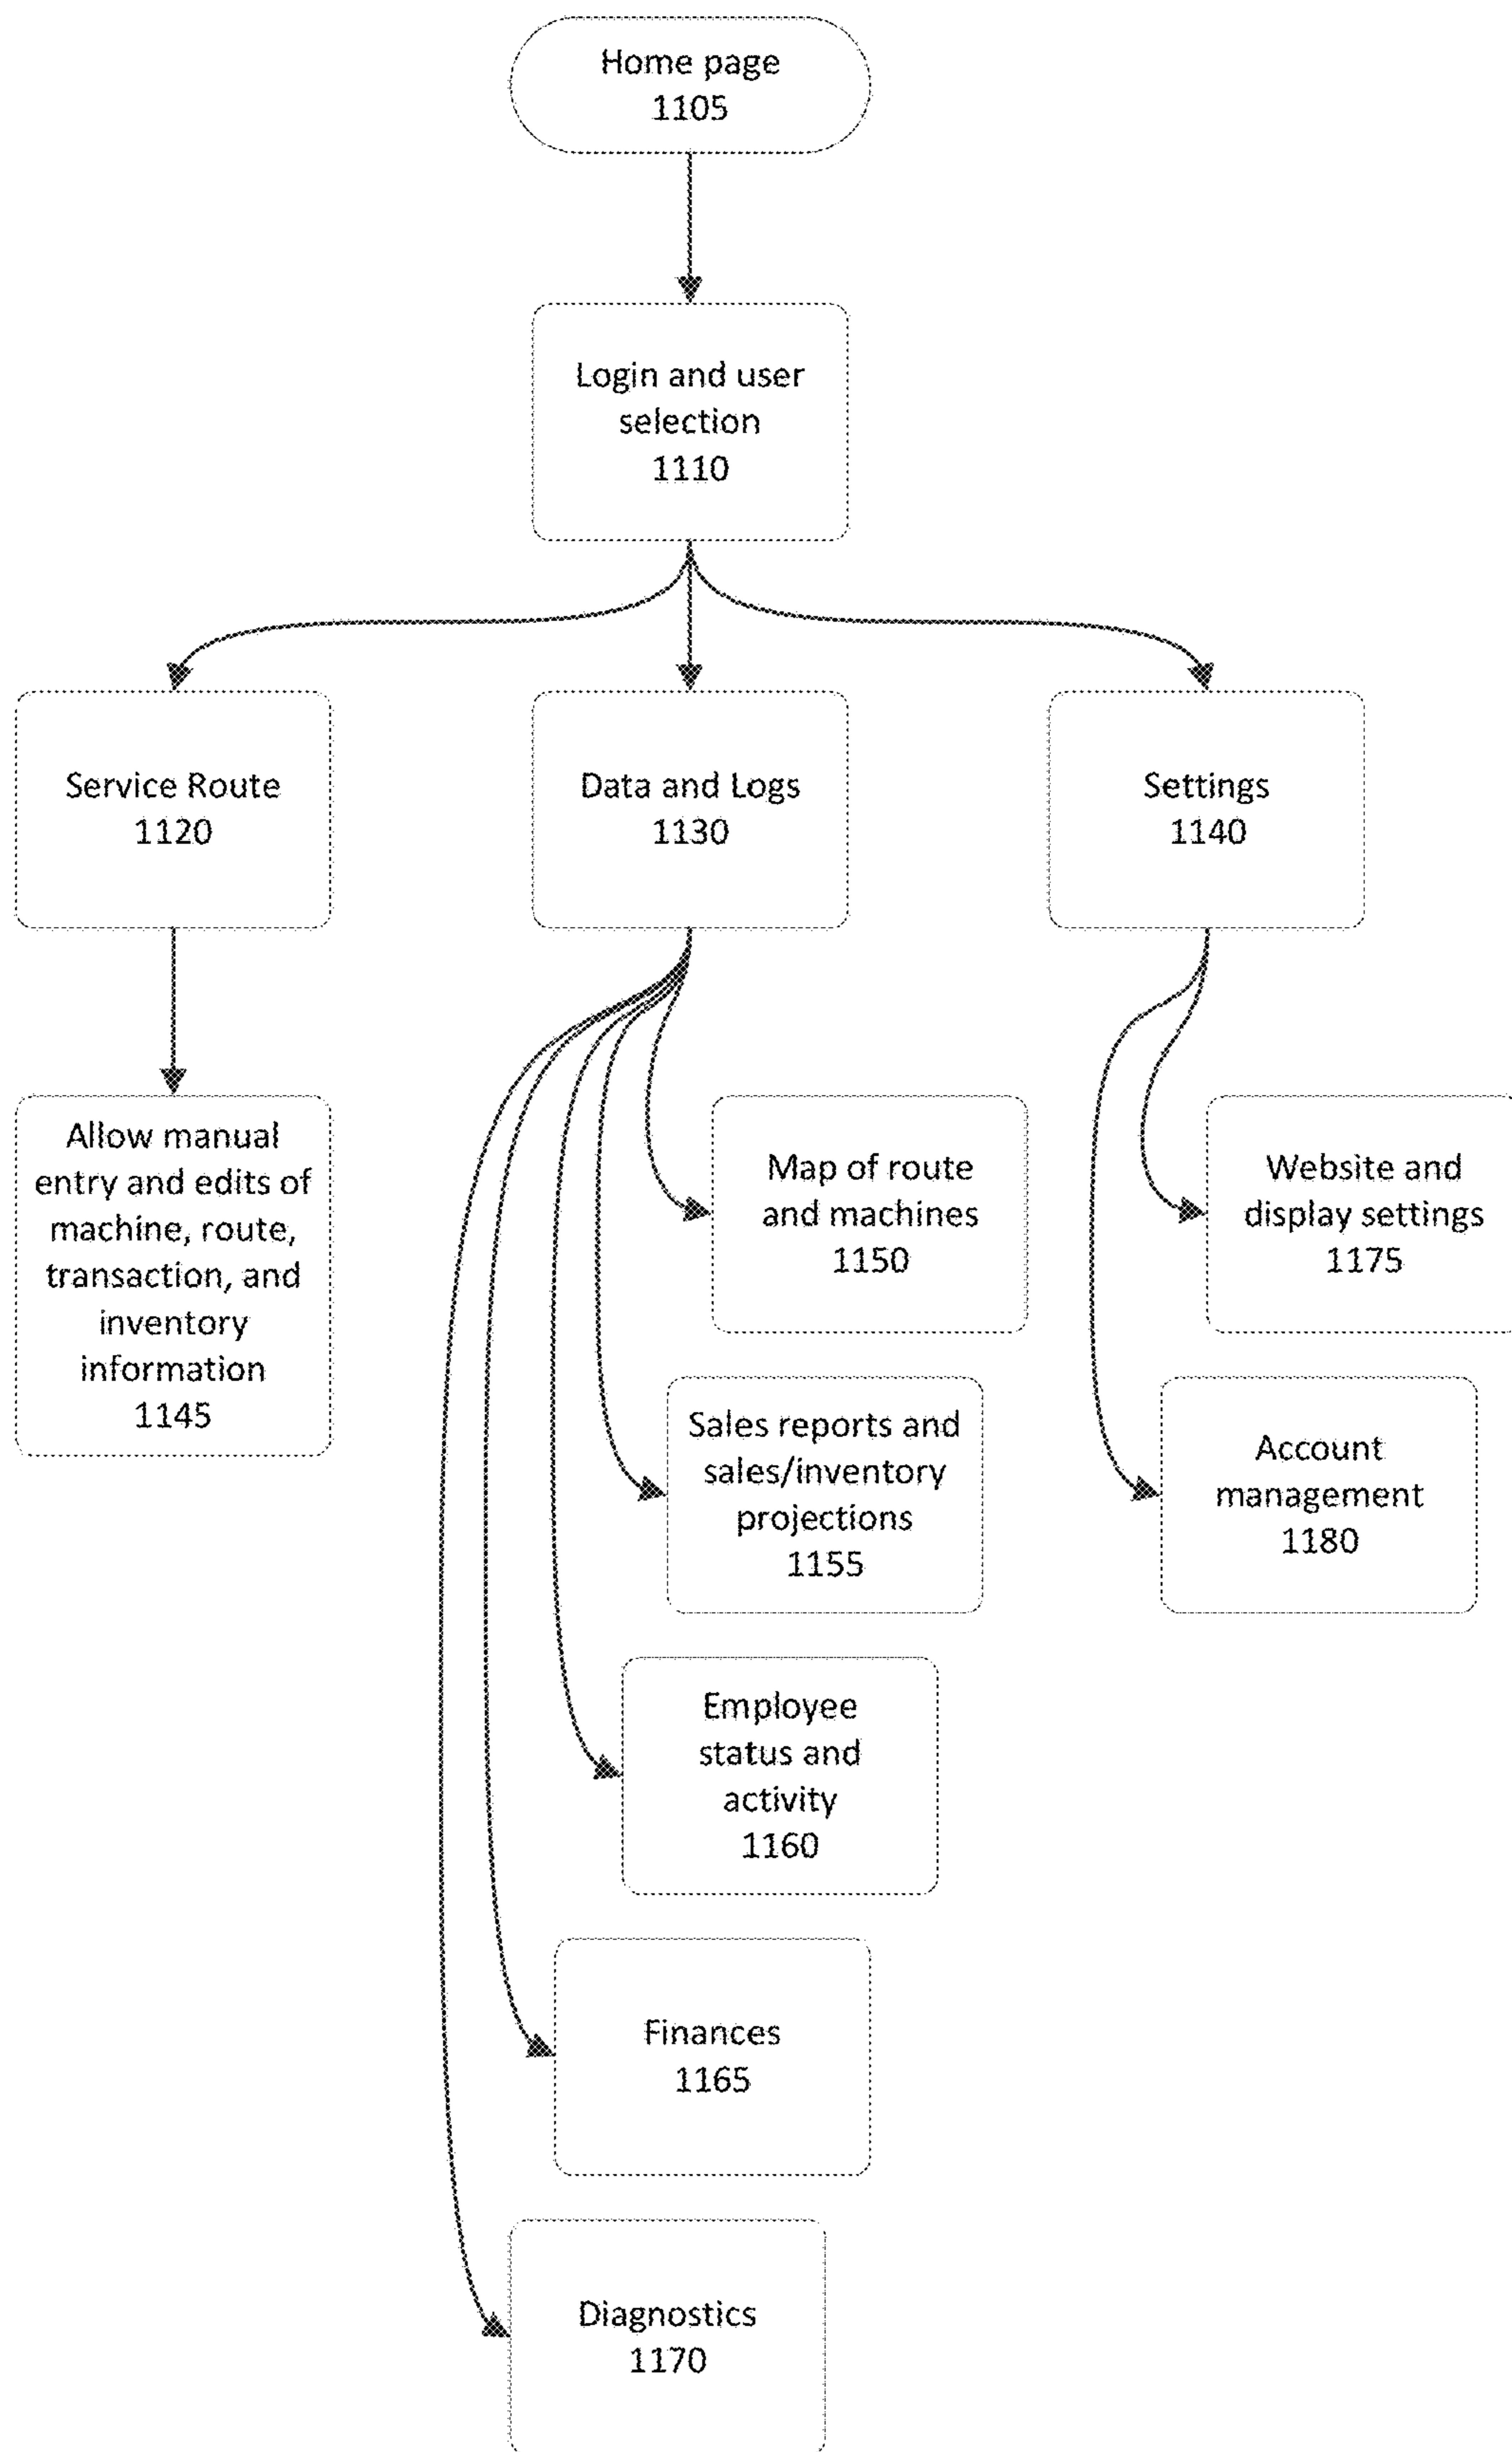 Home page
1105
Login and user
selection
1110
Service Route
1120
Data and Logs
1130
Settings
1140
Allow manual
entry and edits of
machine, route,
transaction, and
inventory
information
1145
Map of route
and machines
1150
Website and
display settings
1175
Sales reports and
sales/inventory
projections
1155
Account
management
1180
Employee
status and
activity
1160
Finances
1165
Diagnostics
1170